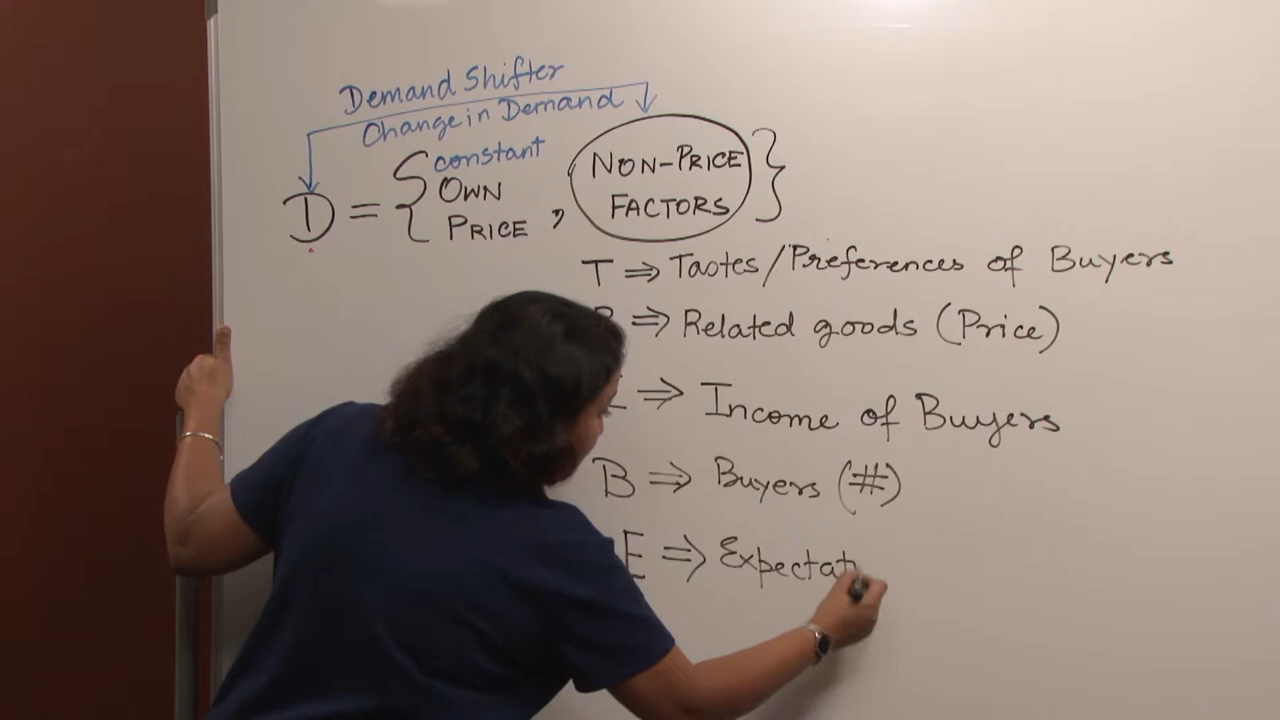 Demand Shifter
Change in Demand
D = { constant OWN PRICE , NON-PRICE FACTORS }
T ⇒ Tastes/Preferences of Buyers
⇒ Related goods (Price)
⇒ Income of Buyers
B ⇒ Buyers (#)
E ⇒ Expectat